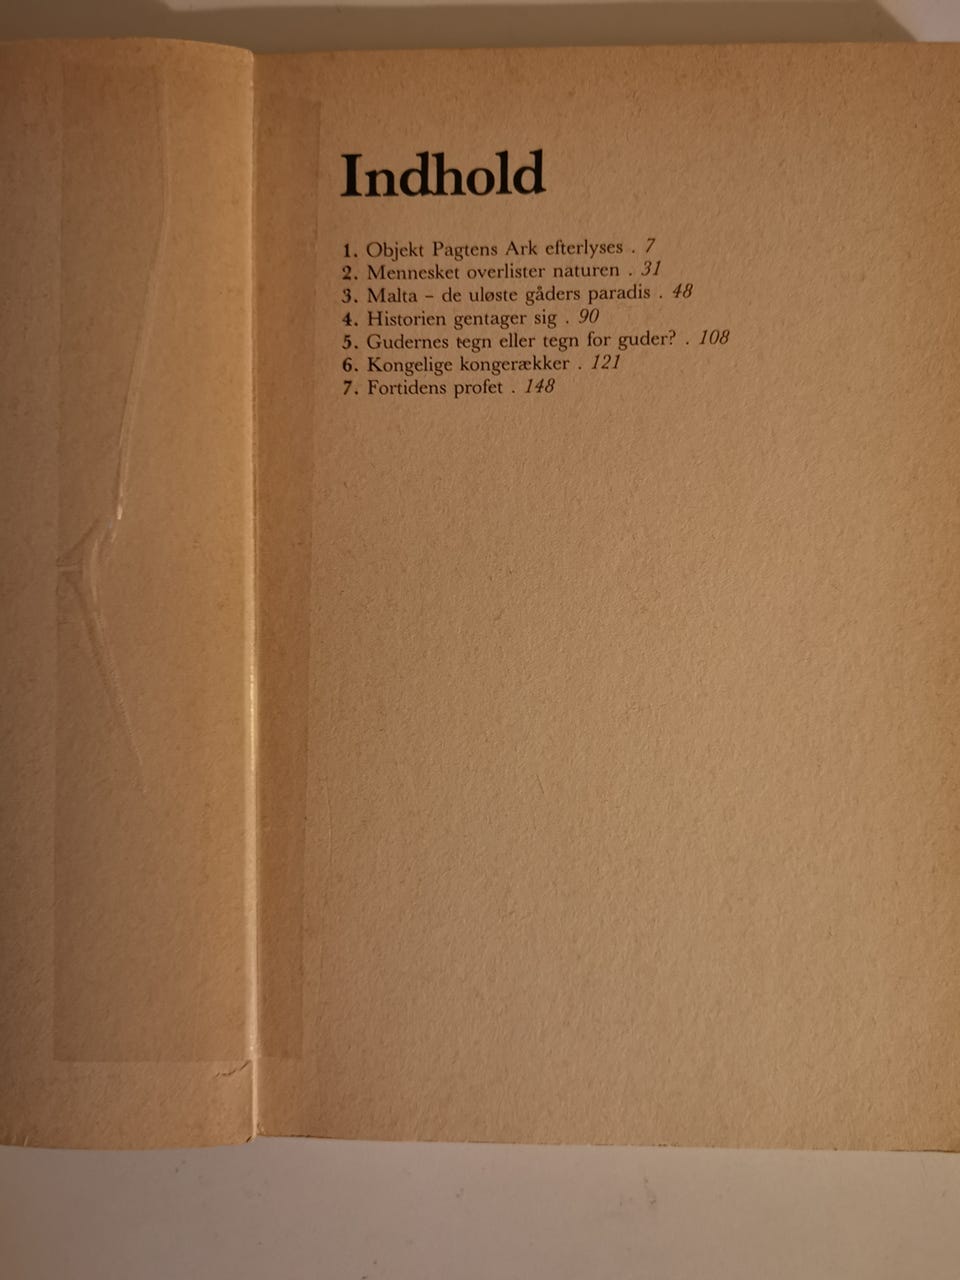 Indhold
1. Objekt Pagtens Ark efterlyses . 7
2. Mennesket overlister naturen . 31
3. Malta – de uløste gåders paradis . 48
4. Historien gentager sig . 90
5. Gudernes tegn eller tegn for guder? . 108
6. Kongelige kongerækker . 121
7. Fortidens profet . 148